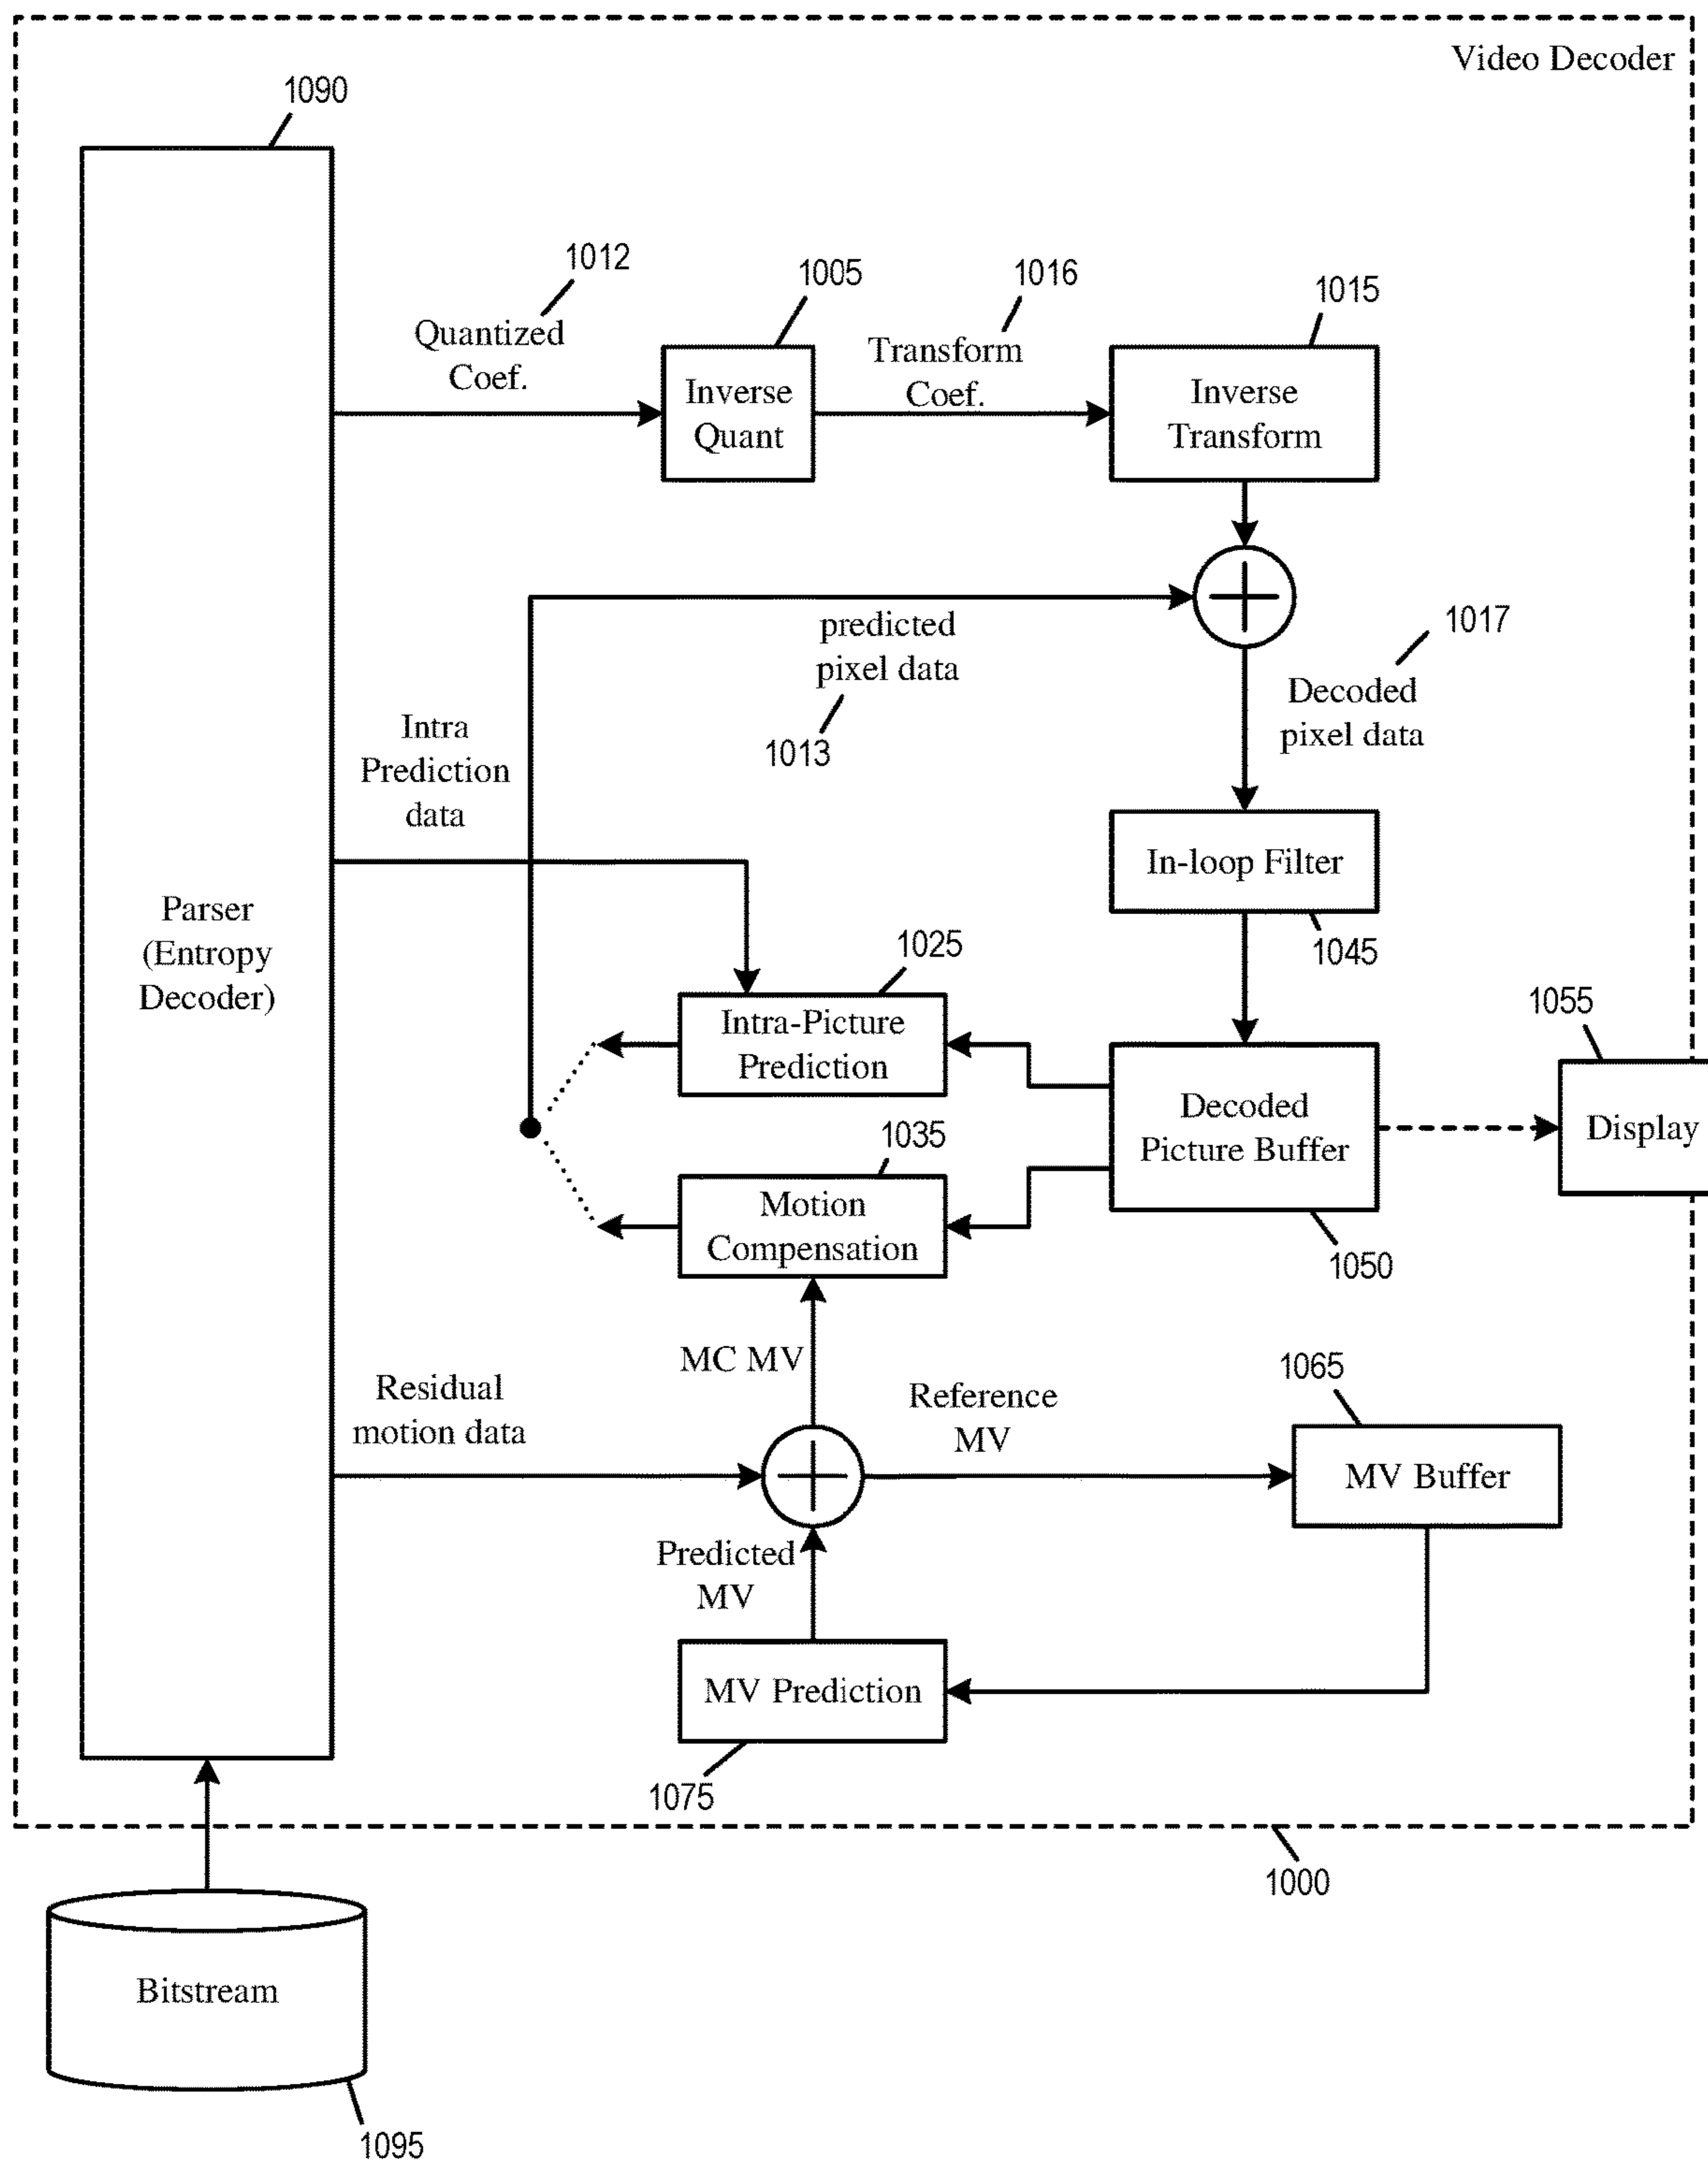 Video Decoder
1090
1012
1005
1016
1015
Quantized
Coef.
Inverse
Quant
Transform
Coef.
Inverse
Transform
predicted
pixel data
1013
1017
Decoded
pixel data
Intra
Prediction
data
In-loop Filter
1045
Parser
(Entropy
Decoder)
1025
Intra-Picture
Prediction
1055
Decoded
Picture Buffer
Display
1035
Motion
Compensation
1050
MC MV
Residual
motion data
Reference
MV
1065
MV Buffer
Predicted
MV
MV Prediction
1075
1000
Bitstream
1095